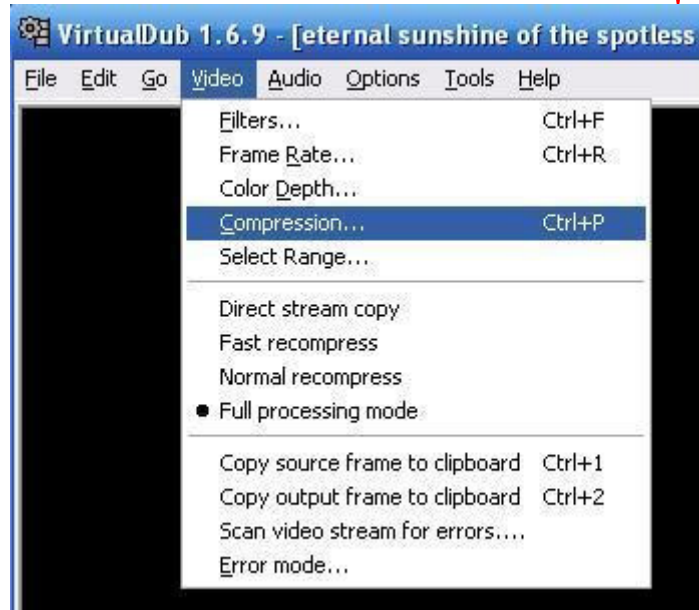 VirtualDub 1.6.9 - [eternal sunshine of the spotless
File Edit Go Video Audio Options Tools Help
Filters... Ctrl+F
Frame Rate... Ctrl+R
Color Depth...
Compression... Ctrl+P
Select Range...
Direct stream copy
Fast recompress
Normal recompress
● Full processing mode
Copy source frame to clipboard Ctrl+1
Copy output frame to clipboard Ctrl+2
Scan video stream for errors....
Error mode...